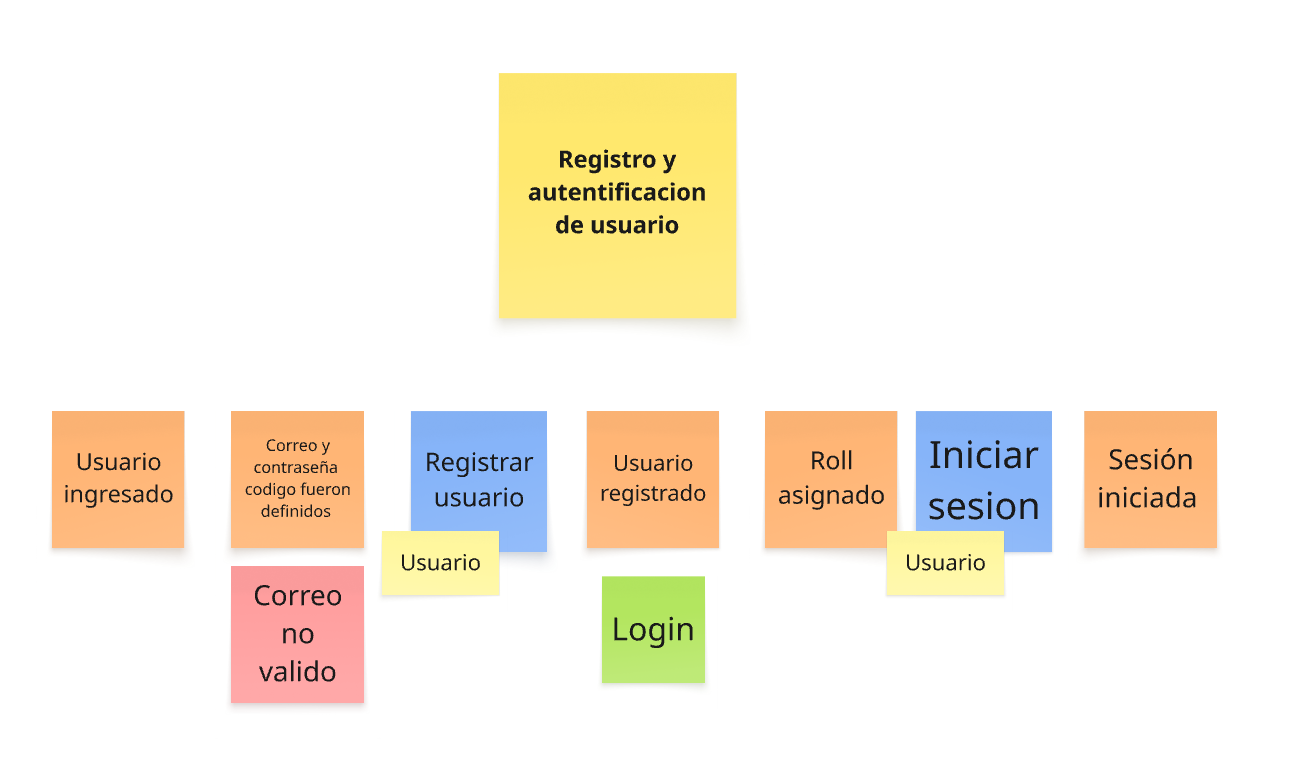 Registro y
autentificacion
de usuario
Usuario
ingresado
Correo y
contraseña
codigo fueron
definidos
Registrar
usuario
Usuario
registrado
Roll
asignado
Iniciar
sesion
Sesión
iniciada
Usuario
Usuario
Correo
no
valido
Login